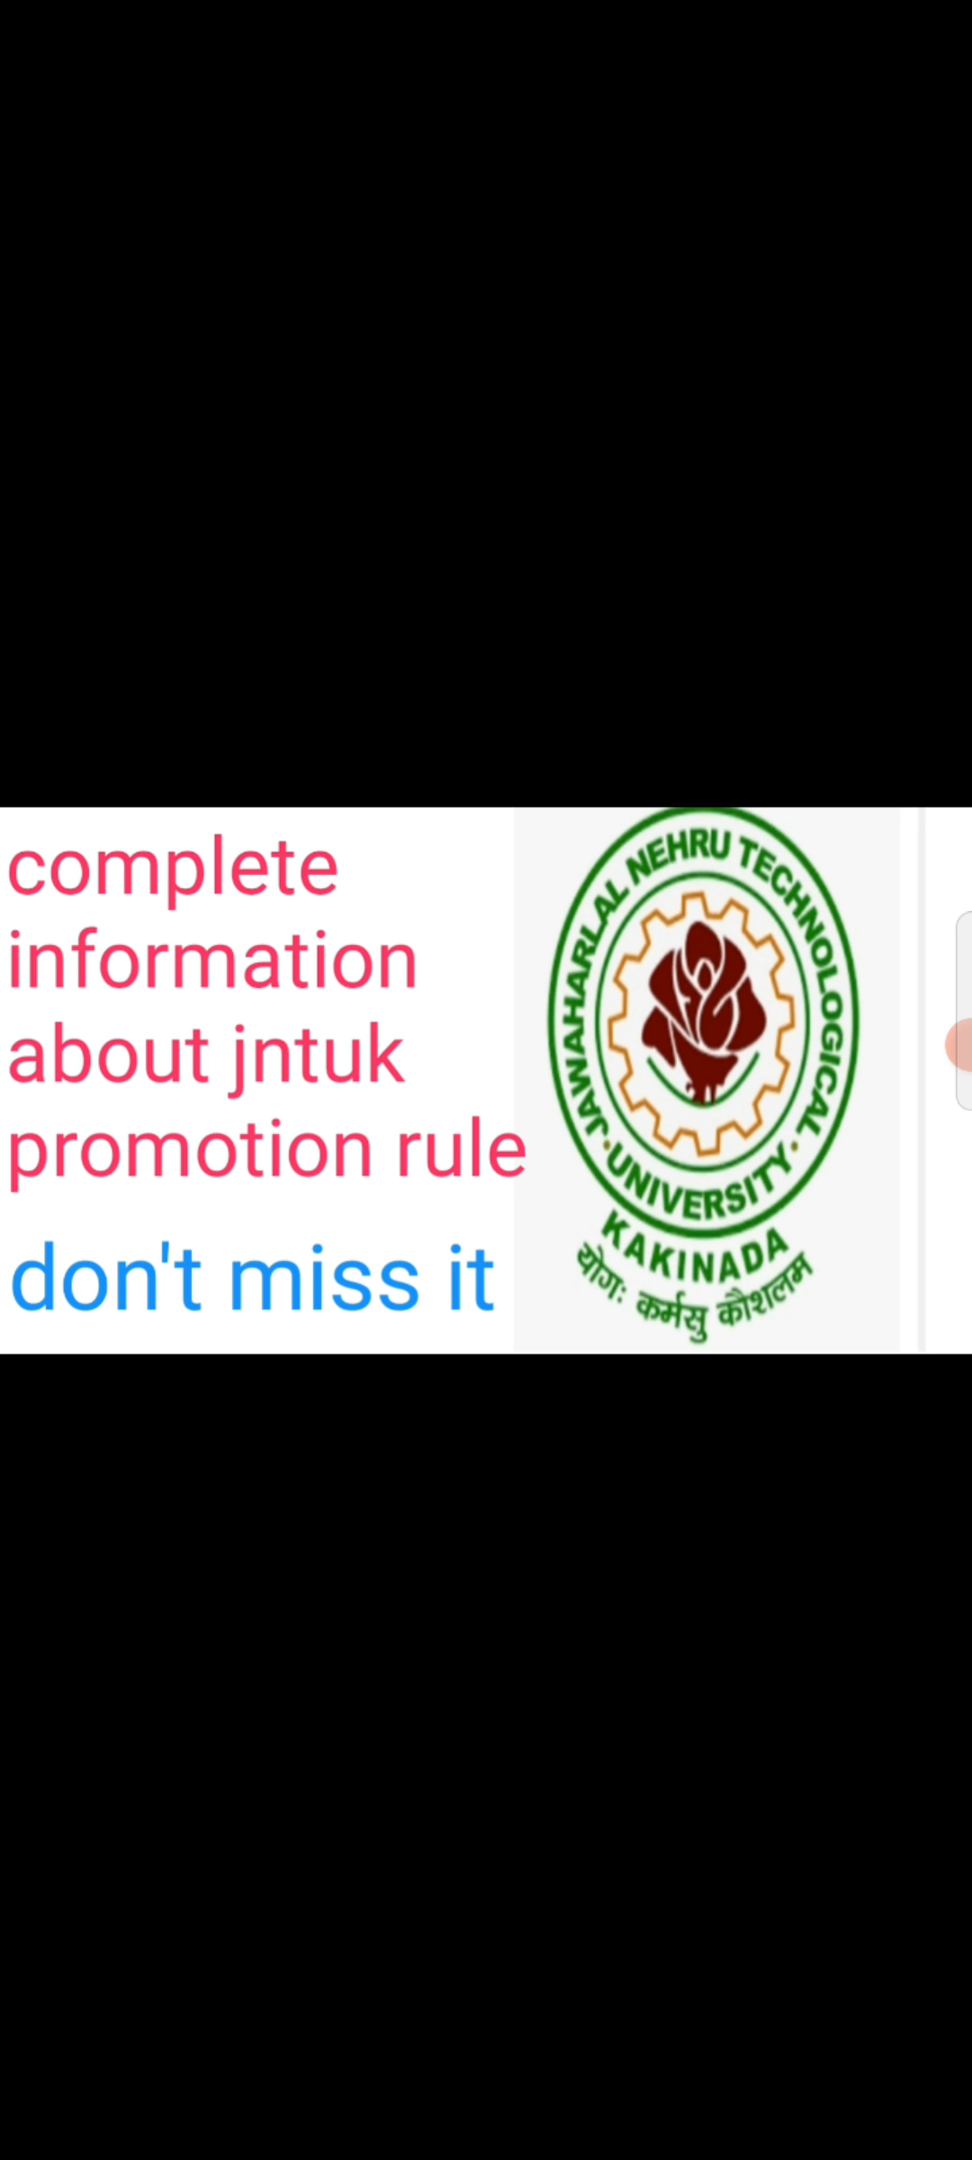 complete
information
about jntuk
promotion rule
don't miss it
JAWAHARLAL NEHRU TECHNOLOGICAL
UNIVERSITY
KAKINADA
योगः कर्मसु कौशलम